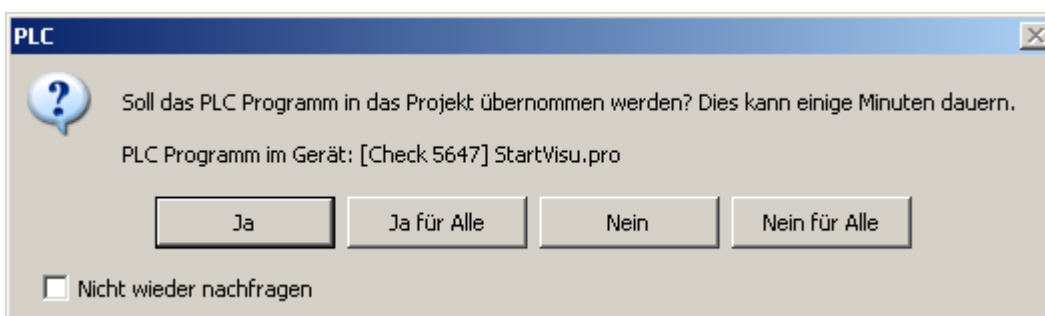 PLC
Soll das PLC Programm in das Projekt übernommen werden? Dies kann einige Minuten dauern.
PLC Programm im Gerät: [Check 5647] StartVisu.pro
Ja
Ja für Alle
Nein
Nein für Alle
Nicht wieder nachfragen